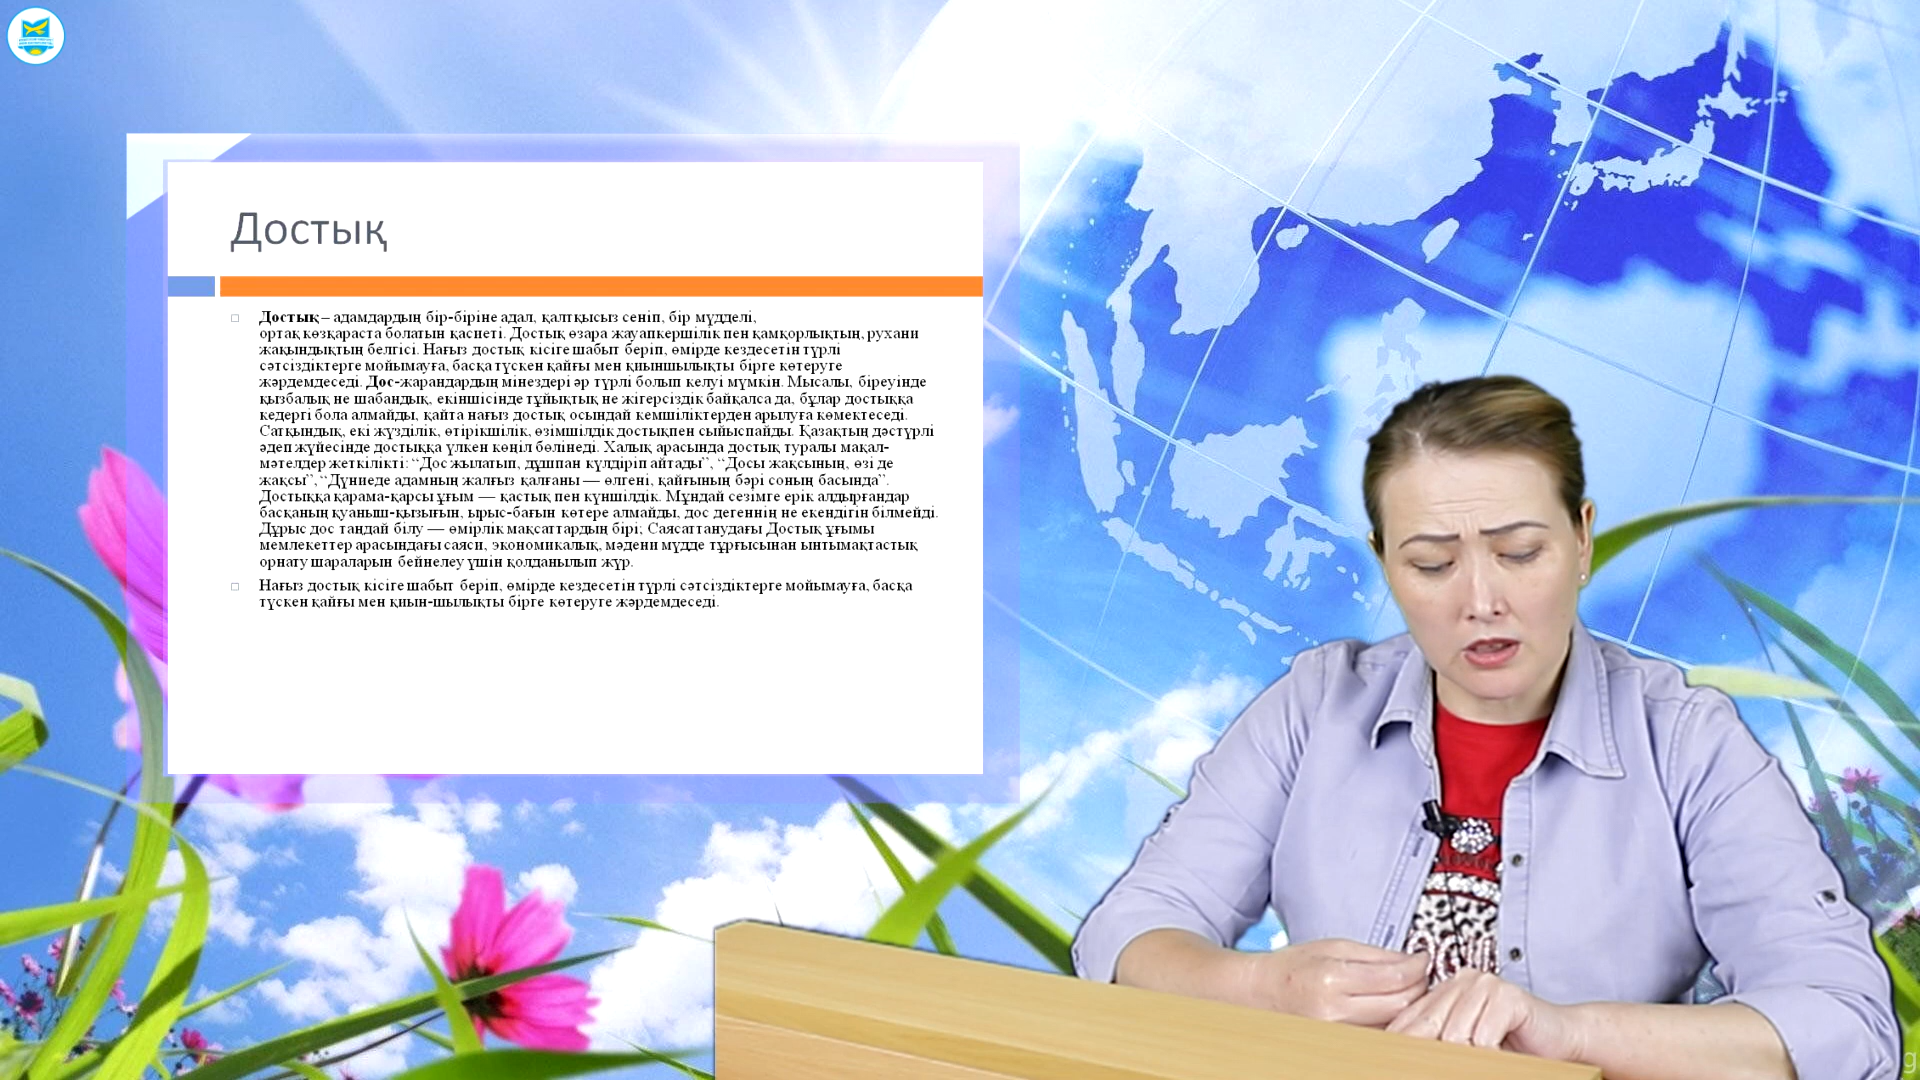 Достық
Достық – адамдардың бір-біріне адал, қалтқысыз сеніп, бір мүдделі,
ортақ көзқараста болатын қаспеті. Достық өзара жауапкершілік пен қамқорлықтың, рухани
жақындықтың белгісі. Нағыз достық кісіге шабыт беріп, өмірде кездесетін түрлі
сәтсіздіктерге мойымауға, басқа түскен қайғы мен қиыншылықты бірге көтеруге
жәрдемдеседі. Дос-жарандардың мінездері әр түрлі болып келуі мүмкін. Мысалы, біреуінде
қызбалық не шабандық, екіншісінде тұйықтық не жігерсіздік байқалса да, бұлар достыққа
кедергі бола алмайды, қайта нағыз достық осындай кемшіліктерден арылуға көмектеседі.
Сатқындық, екі жүзділік, өтірікшілік, өзімшілдік достықпен сыйыспайды. Қазақтың дәстүрлі
әдеп жүйесінде достыққа үлкен көңіл бөлінеді. Халық арасында достық туралы мақал-
мәтелдер жеткілікті: “Дос жылатып, дұшпан күлдіріп айтады”, “Досы жақсының, өзі де
жақсы”, “Дүниеде адамның жалғыз қалғаны — өлгені, қайғының бәрі соның басында”.
Достыққа қарама-қарсы ұғым — қастық пен күншілдік. Мұндай сезімге ерік алдырғандар
басқаның қуаныш-қызығын, ырыс-бағын көтере алмайды, дос дегеннің не екендігін білмейді.
Дұрыс дос таңдай білу — өмірлік мақсаттардың бірі; Саясаттанудағы Достық ұғымы
мемлекеттер арасындағы саяси, экономикалық, мәдени мүдде тұрғысынан ынтымақтастық
орнату шараларын бейнелеу үшін қолданылып жүр.
Нағыз достық кісіге шабыт беріп, өмірде кездесетін түрлі сәтсіздіктерге мойымауға, басқа
түскен қайғы мен қиын-шылықты бірге көтеруге жәрдемдеседі.